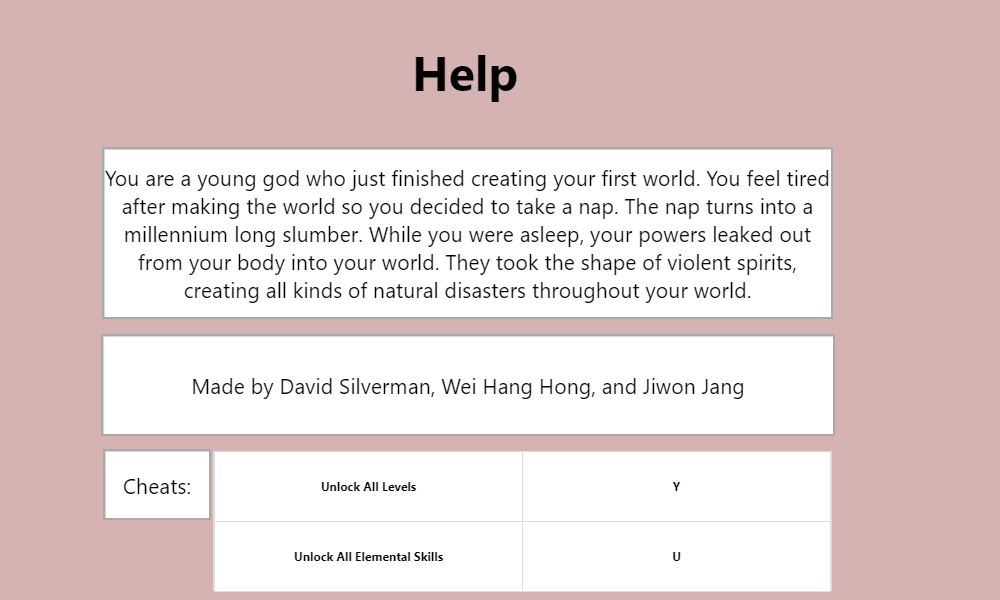 Help
You are a young god who just finished creating your first world. You feel tired
after making the world so you decided to take a nap. The nap turns into a
millennium long slumber. While you were asleep, your powers leaked out
from your body into your world. They took the shape of violent spirits,
creating all kinds of natural disasters throughout your world.
Made by David Silverman, Wei Hang Hong, and Jiwon Jang
Cheats:
Unlock All Levels Y
Unlock All Elemental Skills U